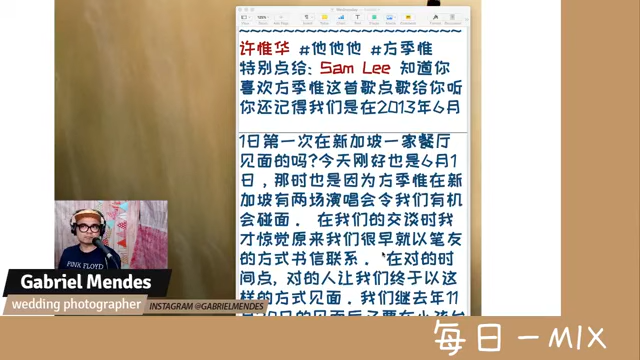 许惟华 #他他他 #方季惟
特别点给: Sam Lee 知道你
喜欢方季惟这首歌点歌给你听
你还记得我们是在2013年6月
1日第一次在新加坡一家餐厅
见面的吗?今天刚好也是6月1
日，那时也是因为方季惟在新
加坡有两场演唱会令我们有机
会碰面。 在我们的交谈时我
才惊觉原来我们很早就以笔友
的方式书信联系。'在对的时
间点, 对的人让我们终于以这
样的方式见面。我们继去年11
PINK FLOYD
Gabriel Mendes
wedding photographer
INSTAGRAM @GABRIELMENDES
每日一MIX